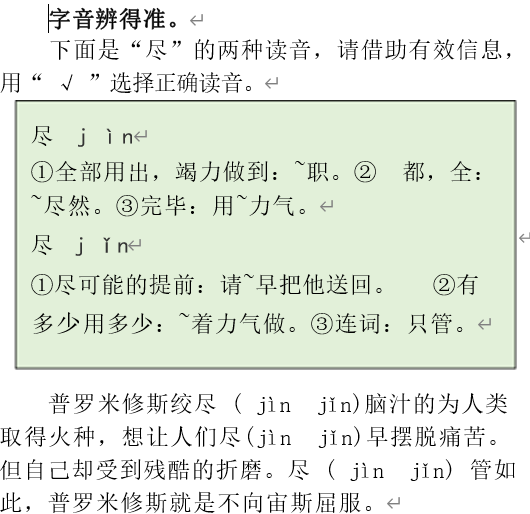 字音辨得准。
下面是“尽”的两种读音，请借助有效信息，
用“ √ ”选择正确读音。
尽 jìn
①全部用出，竭力做到：~职。② 都，全：
~尽然。③完毕：用~力气。
尽 jǐn
①尽可能的提前：请~早把他送回。 ②有
多少用多少：~着力气做。③连词：只管。
普罗米修斯绞尽 ( jìn jǐn)脑汁的为人类
取得火种，想让人们尽(jìn jǐn)早摆脱痛苦。
但自己却受到残酷的折磨。尽 ( jìn jǐn) 管如
此，普罗米修斯就是不向宙斯屈服。